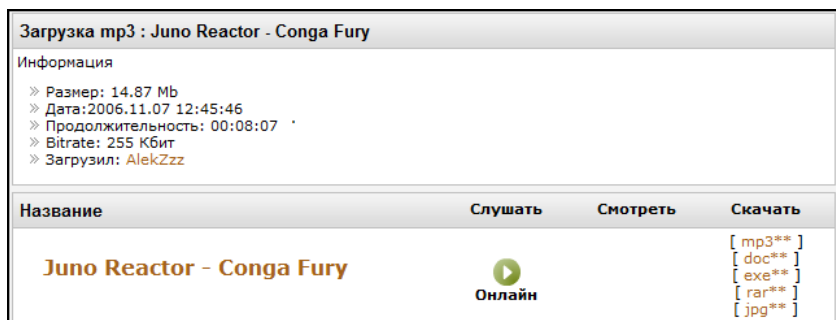 Загрузка mp3 : Juno Reactor - Conga Fury
Информация
» Размер: 14.87 Mb
» Дата:2006.11.07 12:45:46
» Продолжительность: 00:08:07
» Bitrate: 255 Кбит
» Загрузил: AlekZzz
Название Слушать Смотреть Скачать
Juno Reactor - Conga Fury
Онлайн
[ mp3** ]
[ doc** ]
[ exe** ]
[ rar** ]
[ jpg** ]